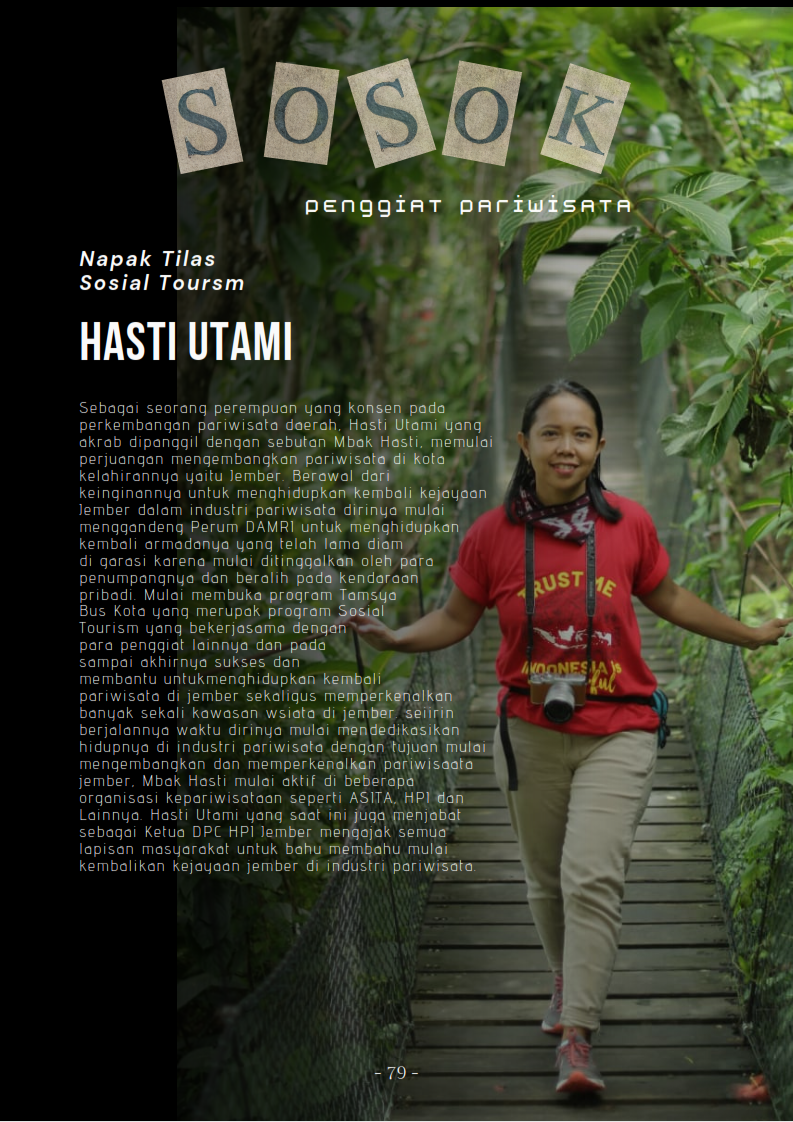 SOSOK
penggiat pariwisata
Napak Tilas
Sosial Toursm
HASTI UTAMI
Sebagai seorang perempuan yang konsen pada
perkembangan pariwisata daerah, Hasti Utami yang
akrab dipanggil dengan sebutan Mbak Hasti, memulai
perjuangan mengembangkan pariwisata di kota
kelahirannya yaitu Jember. Berawal dari
keinginannya untuk menghidupkan kembali kejayaan
Jember dalam industri pariwisata dirinya mulai
menggandeng Perum DAMRI untuk menghidupkan
kembali armadanya yang telah lama diam
di garasi karena mulai ditinggalkan oleh para
penumpangnya dan beralih pada kendaraan
pribadi. Mulai membuka program Tamsya
Bus Kota yang merupak program Sosial
Tourism yang bekerjasama dengan
para penggiat lainnya dan pada
sampai akhirnya sukses dan
membantu untukmenghidupkan kembali
pariwisata di jember sekaligus memperkenalkan
banyak sekali kawasan wsiata di jember. seiirin
berjalannya waktu dirinya mulai mendedikasikan
hidupnya di industri pariwisata dengan tujuan mulai
mengembangkan dan memperkenalkan pariwisaata
jember, Mbak Hasti mulai aktif di beberapa
organisasi kepariwisataan seperti ASITA, HPI dan
Lainnya. Hasti Utami yang saat ini juga menjabat
sebagai Ketua DPC HPI Jember mengajak semua
lapisan masyarakat untuk bahu membahu mulai
kembalikan kejayaan jember di industri pariwisata.
TRUST ME
INDONESIA is
- 79 -